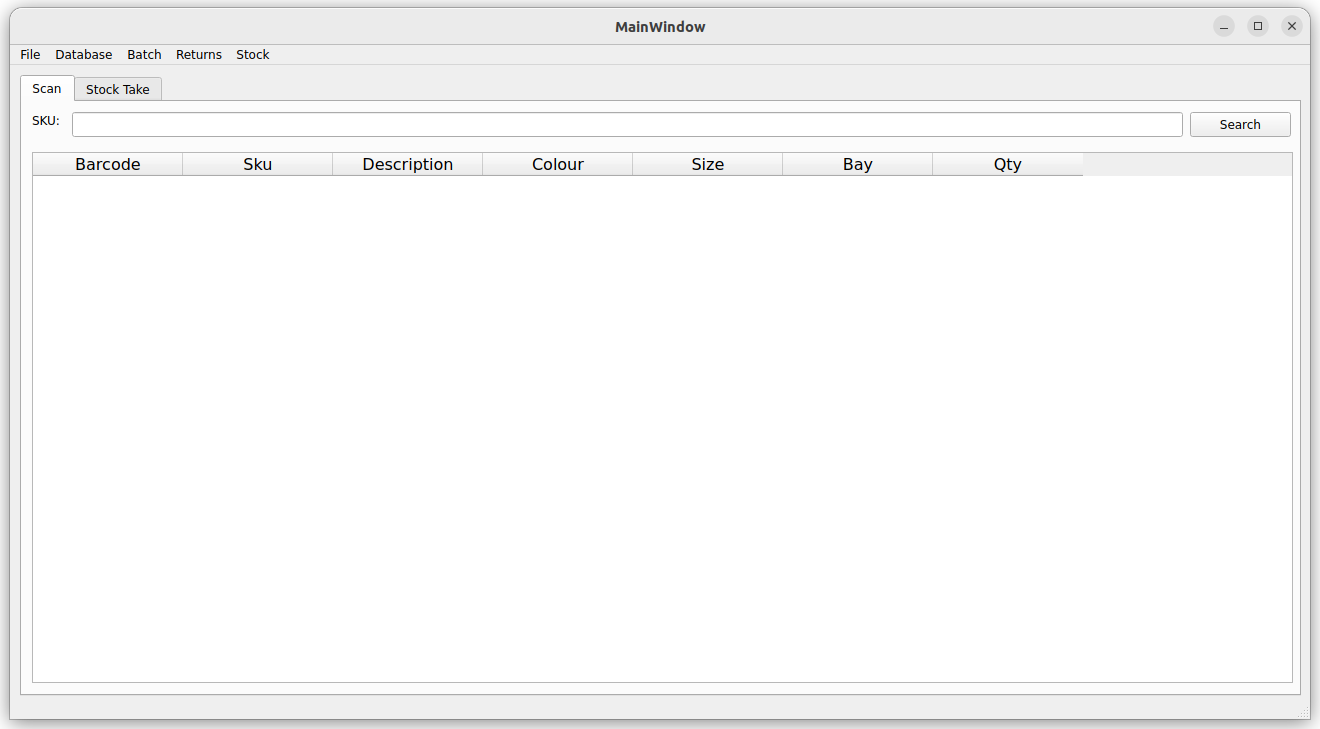 MainWindow
File Database Batch Returns Stock
Scan Stock Take
SKU: Search
Barcode Sku Description Colour Size Bay Qty